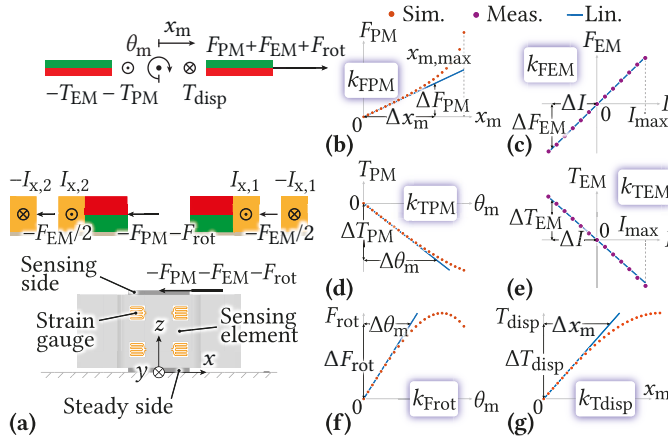 Sim. Meas. Lin.
θm xm
FPM+FEM+Frot
−TEM − TPM Tdisp
−Ix,2 Ix,2 Ix,1 −Ix,1
−FEM/2 −FPM−Frot −FEM/2
Sensing side
−FPM−FEM−Frot
Strain gauge
Sensing element
z
y x
Steady side
(a)
FPM
xm,max
kFPM
ΔFPM
Δxm
0 xm
(b)
FEM
kFEM
ΔI
0
ΔFEM
Imax I
(c)
TPM
0 θm
kTPM
ΔTPM
Δθm
(d)
TEM
kTEM
ΔTEM
Imax
ΔI 0 I
(e)
Frot
Δθm
ΔFrot
kFrot
0 θm
(f)
Tdisp
Δxm
ΔTdisp
kTdisp
0 xm
(g)